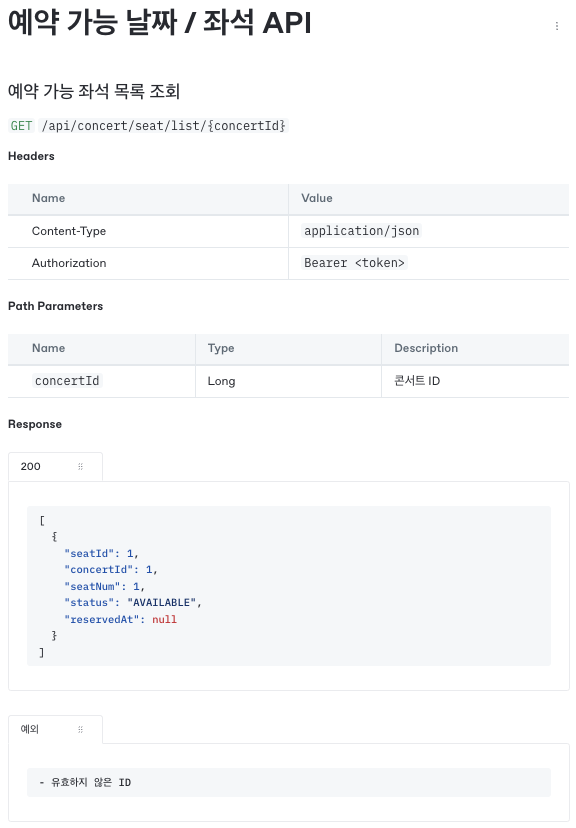 예약 가능 날짜 / 좌석 API
예약 가능 좌석 목록 조회
GET /api/concert/seat/list/{concertId}
Headers
Name Value
Content-Type application/json
Authorization Bearer <token>
Path Parameters
Name Type Description
concertId Long 콘서트 ID
Response
200
[
  {
    "seatId": 1,
    "concertId": 1,
    "seatNum": 1,
    "status": "AVAILABLE",
    "reservedAt": null
  }
]
예외
- 유효하지 않은 ID